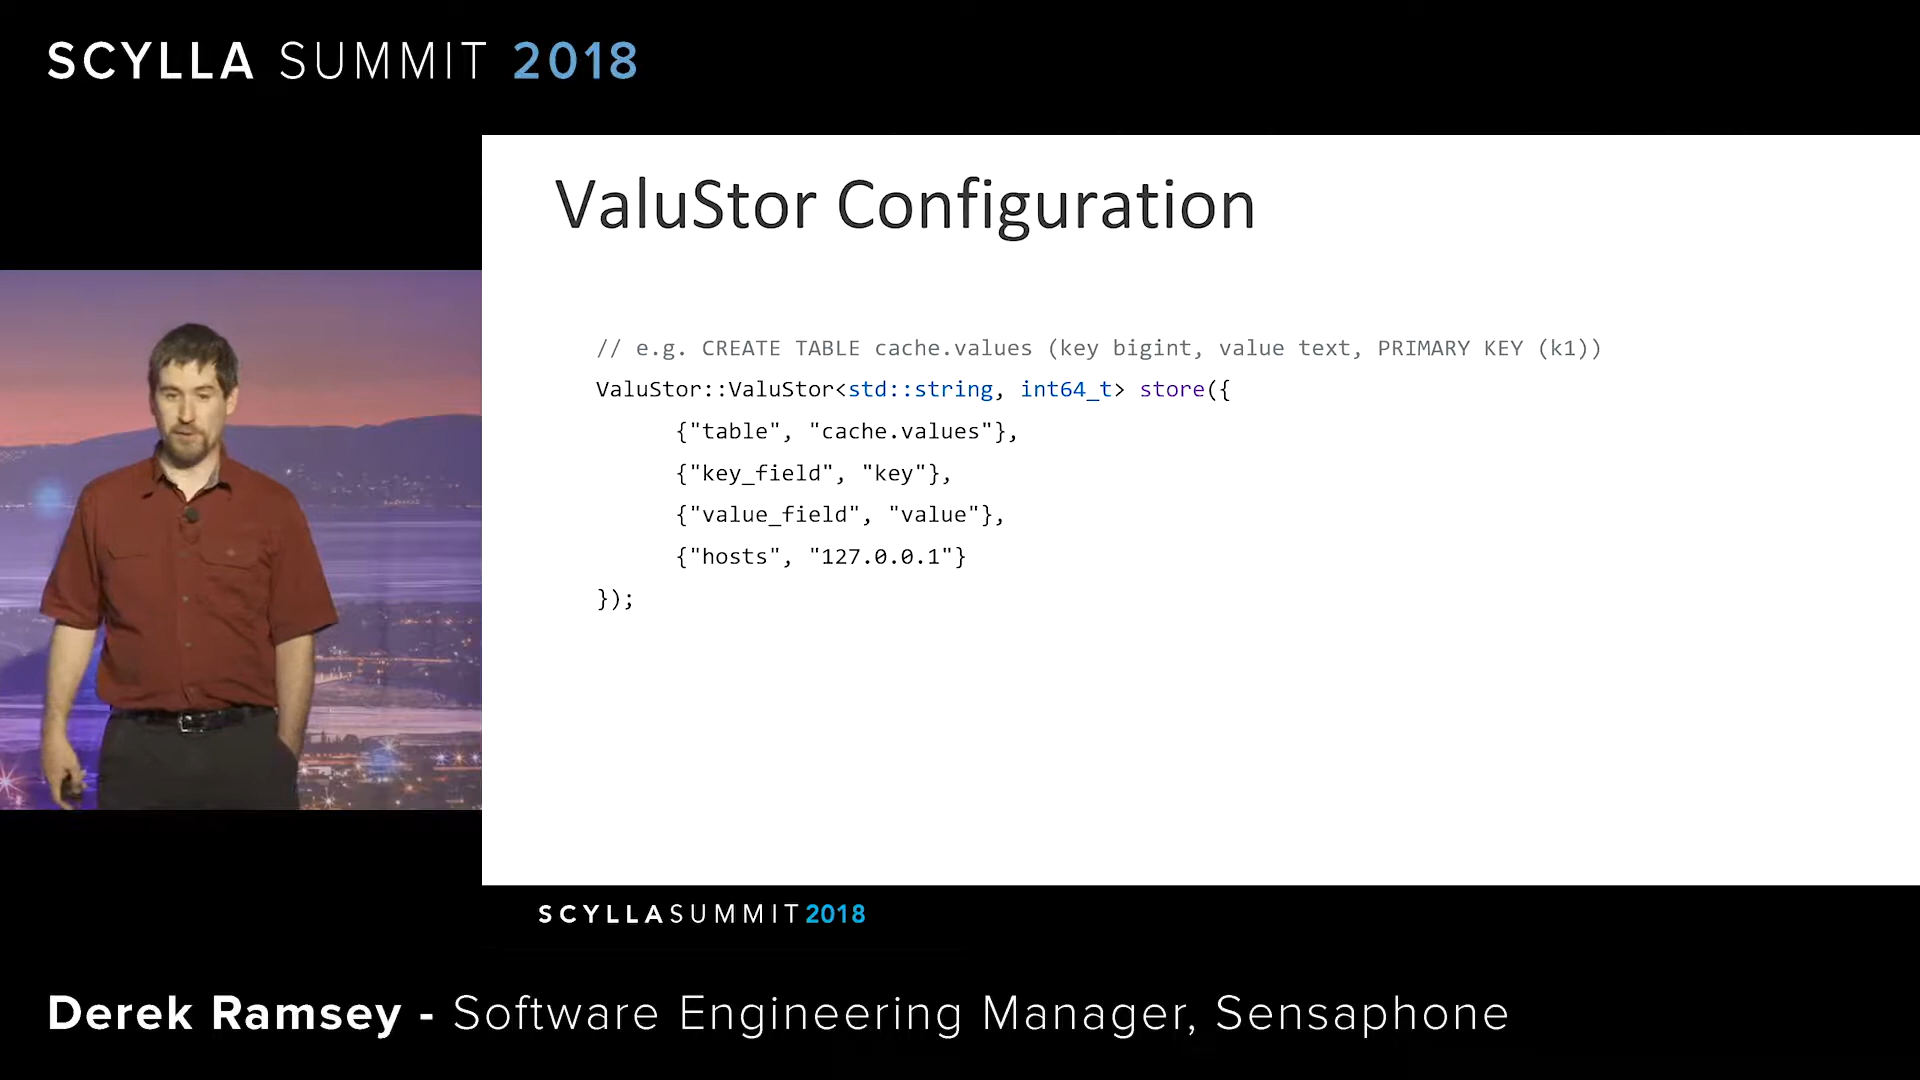 SCYLLA SUMMIT 2018
ValuStor Configuration
// e.g. CREATE TABLE cache.values (key bigint, value text, PRIMARY KEY (k1))
ValuStor::ValuStor<std::string, int64_t> store({
{"table", "cache.values"},
{"key_field", "key"},
{"value_field", "value"},
{"hosts", "127.0.0.1"}
});
SCYLLASUMMIT2018
Derek Ramsey - Software Engineering Manager, Sensaphone